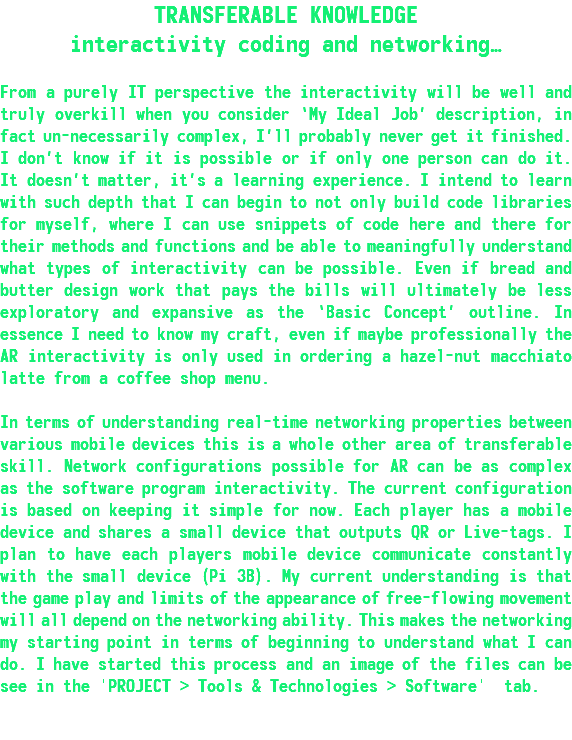 TRANSFERABLE KNOWLEDGE
interactivity coding and networking…
From a purely IT perspective the interactivity will be well and
truly overkill when you consider ‘My Ideal Job’ description, in
fact un-necessarily complex, I’ll probably never get it finished.
I don’t know if it is possible or if only one person can do it.
It doesn’t matter, it’s a learning experience. I intend to learn
with such depth that I can begin to not only build code libraries
for myself, where I can use snippets of code here and there for
their methods and functions and be able to meaningfully understand
what types of interactivity can be possible. Even if bread and
butter design work that pays the bills will ultimately be less
exploratory and expansive as the ‘Basic Concept’ outline. In
essence I need to know my craft, even if maybe professionally the
AR interactivity is only used in ordering a hazel-nut macchiato
latte from a coffee shop menu.
In terms of understanding real-time networking properties between
various mobile devices this is a whole other area of transferable
skill. Network configurations possible for AR can be as complex
as the software program interactivity. The current configuration
is based on keeping it simple for now. Each player has a mobile
device and shares a small device that outputs QR or Live-tags. I
plan to have each players mobile device communicate constantly
with the small device (Pi 3B). My current understanding is that
the game play and limits of the appearance of free-flowing movement
will all depend on the networking ability. This makes the networking
my starting point in terms of beginning to understand what I can
do. I have started this process and an image of the files can be
see in the 'PROJECT > Tools & Technologies > Software' tab.